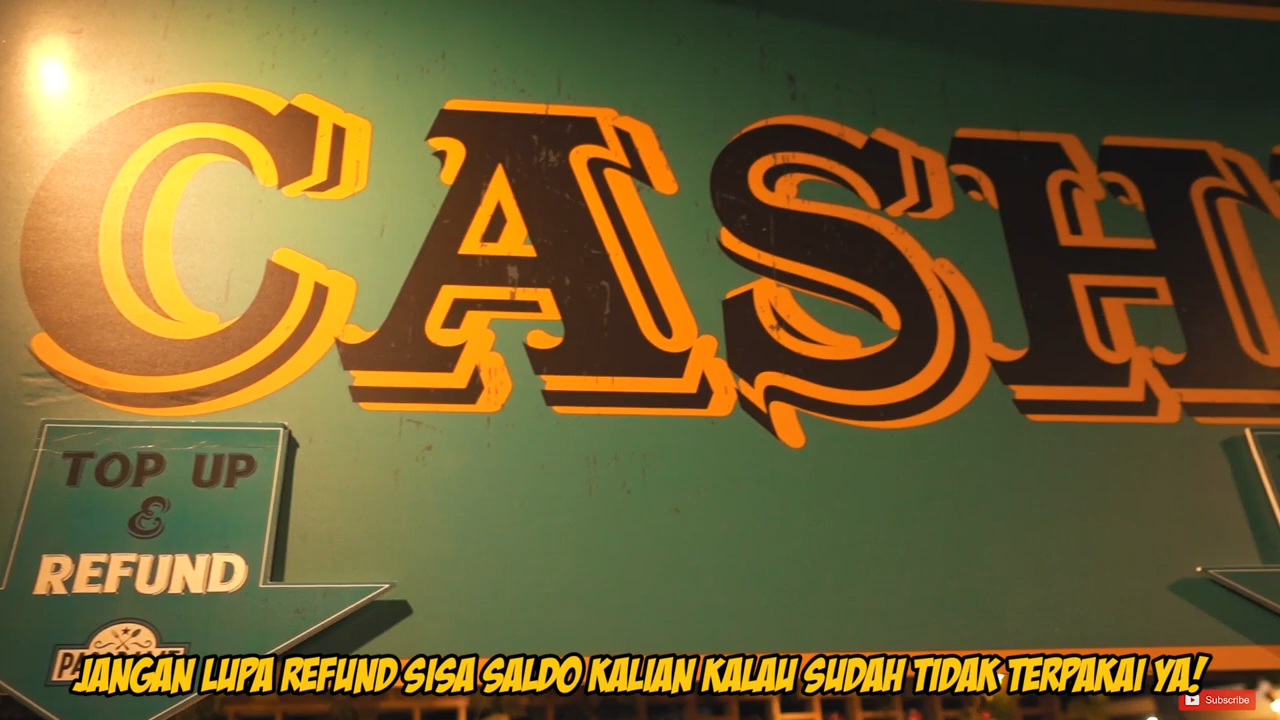 CASH
TOP UP
&
REFUND
JANGAN LUPA REFUND SISA SALDO KALIAN KALAU SUDAH TIDAK TERPAKAI YA!
Subscribe